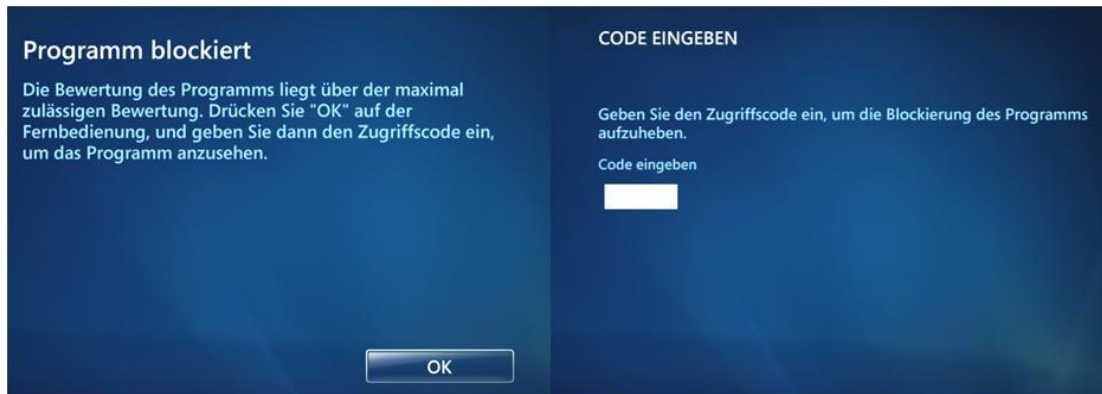 Programm blockiert
Die Bewertung des Programms liegt über der maximal
zulässigen Bewertung. Drücken Sie "OK" auf der
Fernbedienung, und geben Sie dann den Zugriffscode ein,
um das Programm anzusehen.
OK
CODE EINGEBEN
Geben Sie den Zugriffscode ein, um die Blockierung des Programms
aufzuheben.
Code eingeben